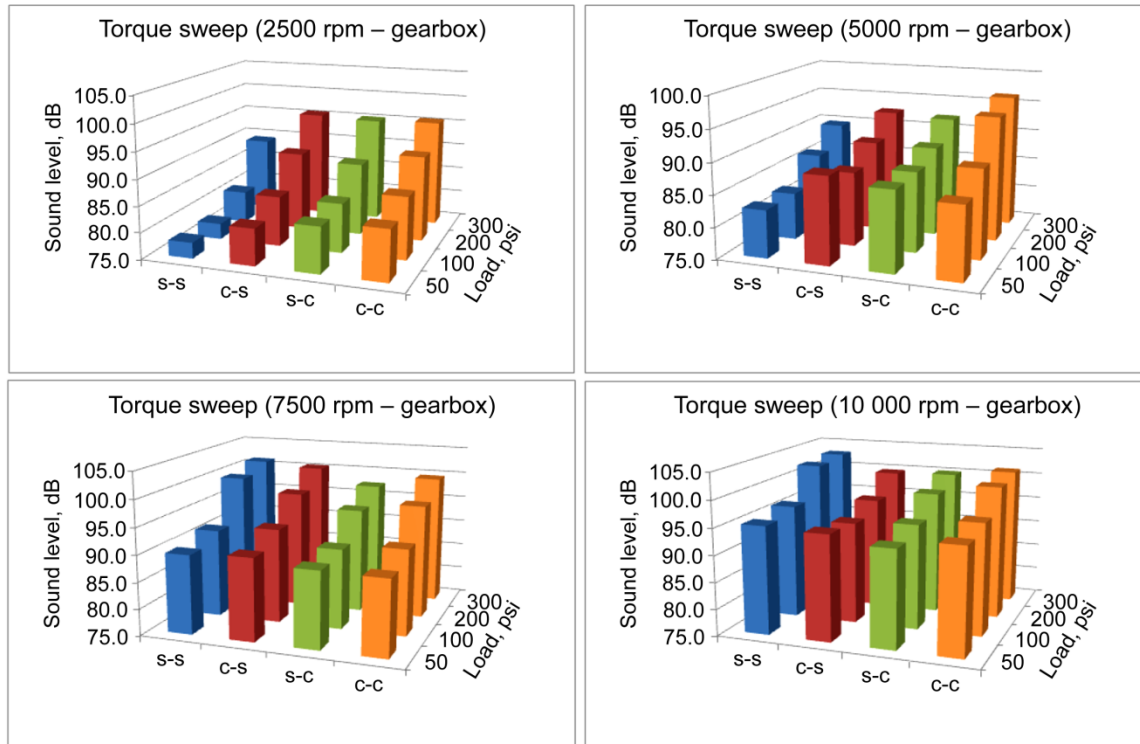 Torque sweep (2500 rpm – gearbox)
Sound level, dB
105.0
100.0
95.0
90.0
85.0
80.0
75.0
s-s
c-s
s-c
c-c
50
100
200
300
Load, psi
Torque sweep (5000 rpm – gearbox)
Sound level, dB
100.0
95.0
90.0
85.0
80.0
75.0
s-s
c-s
s-c
c-c
50
100
200
300
Load, psi
Torque sweep (7500 rpm – gearbox)
Sound level, dB
105.0
100.0
95.0
90.0
85.0
80.0
75.0
s-s
c-s
s-c
c-c
50
100
200
300
Load, psi
Torque sweep (10 000 rpm – gearbox)
Sound level, dB
105.0
100.0
95.0
90.0
85.0
80.0
75.0
s-s
c-s
s-c
c-c
50
100
200
300
Load, psi